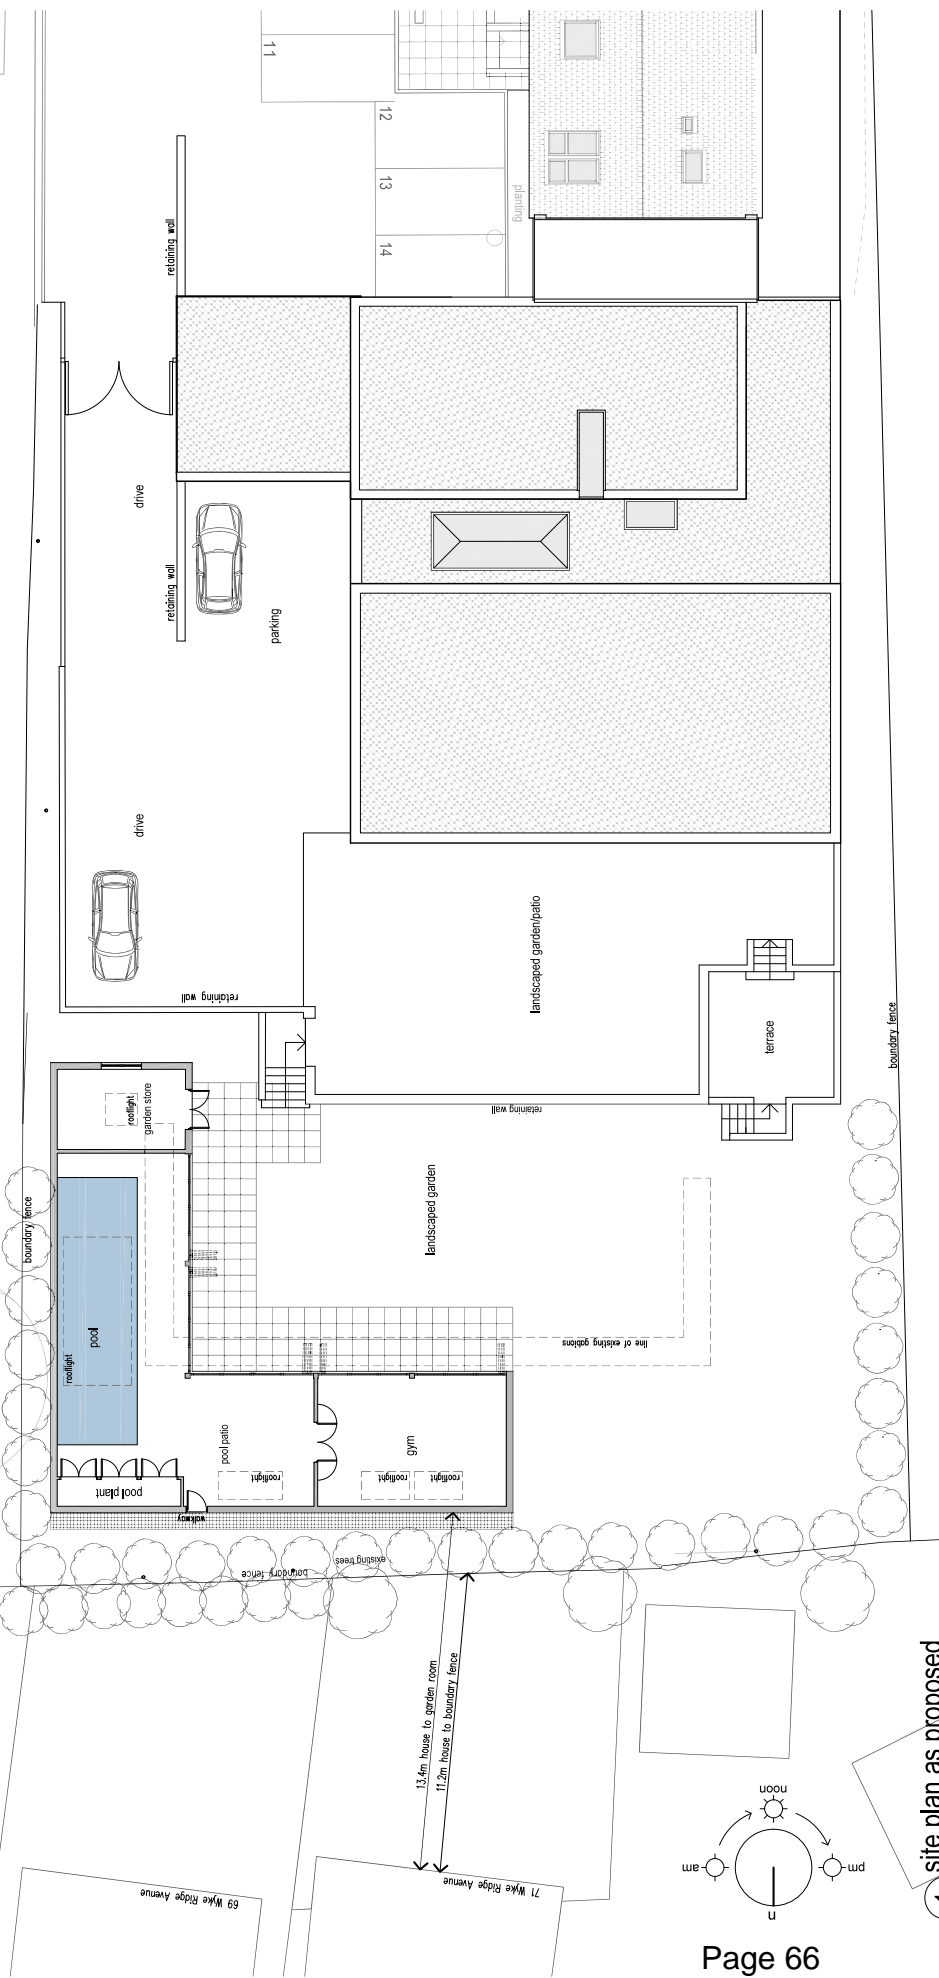 11
12
13
14
planting
retaining wall
drive
retaining wall
parking
drive
landscaped garden/patio
retaining wall
terrace
boundary fence
rooflight
garden store
retaining wall
boundary fence
landscaped garden
pool
rooflight
line of existing gabions
pool patio
gym
rooflight
rooflight
rooflight
pool plant
walkway
existing trees
boundary fence
13.4m house to garden room
11.2m house to boundary fence
69 Wyke Ridge Avenue
71 Wyke Ridge Avenue
noon
am
pm
n
site plan as proposed
Page 66